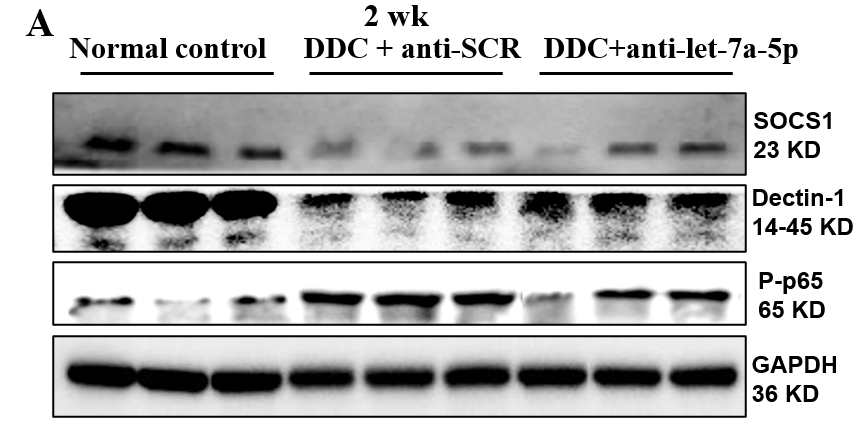 A
2 wk
Normal control
DDC + anti-SCR
DDC+anti-let-7a-5p
SOCS1
23 KD
Dectin-1
14-45 KD
P-p65
65 KD
GAPDH
36 KD